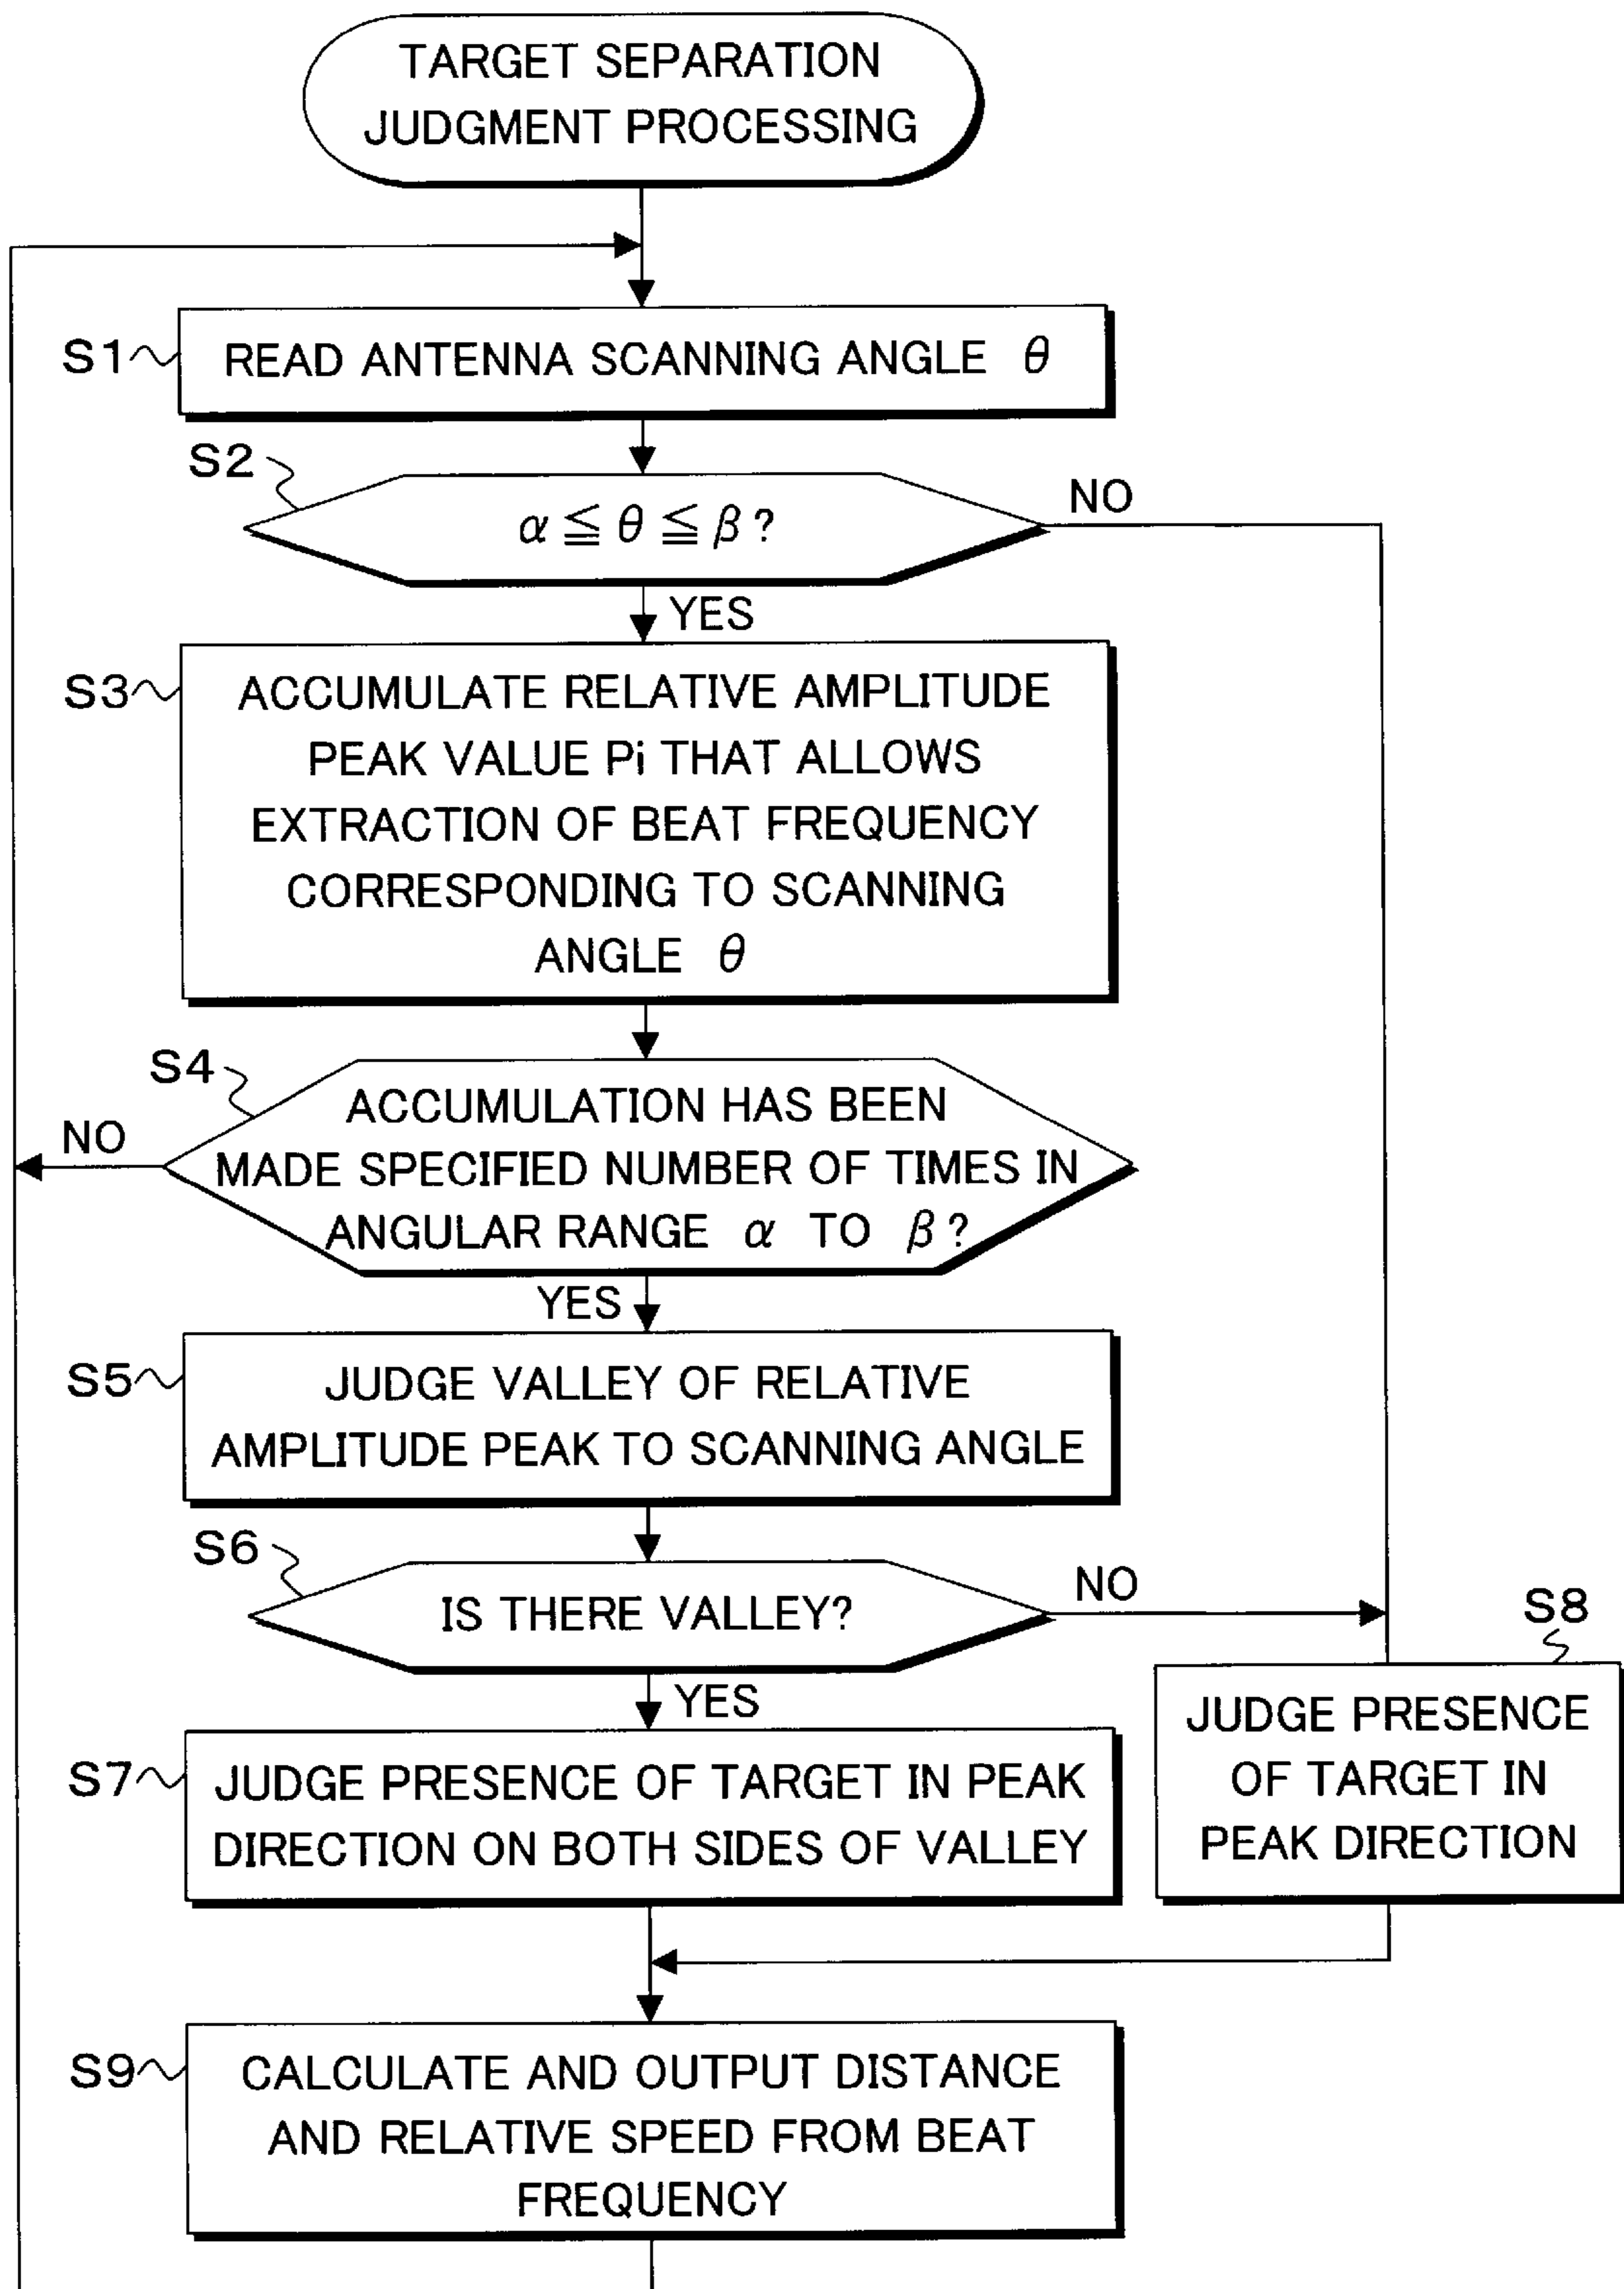 TARGET SEPARATION
JUDGMENT PROCESSING
S1
READ ANTENNA SCANNING ANGLE θ
S2
α ≦ θ ≦ β ?
NO
YES
S3
ACCUMULATE RELATIVE AMPLITUDE
PEAK VALUE Pi THAT ALLOWS
EXTRACTION OF BEAT FREQUENCY
CORRESPONDING TO SCANNING
ANGLE θ
S4
NO
ACCUMULATION HAS BEEN
MADE SPECIFIED NUMBER OF TIMES IN
ANGULAR RANGE α TO β ?
YES
S5
JUDGE VALLEY OF RELATIVE
AMPLITUDE PEAK TO SCANNING ANGLE
S6
IS THERE VALLEY?
NO
YES
S7
JUDGE PRESENCE OF TARGET IN PEAK
DIRECTION ON BOTH SIDES OF VALLEY
S8
JUDGE PRESENCE
OF TARGET IN
PEAK DIRECTION
S9
CALCULATE AND OUTPUT DISTANCE
AND RELATIVE SPEED FROM BEAT
FREQUENCY